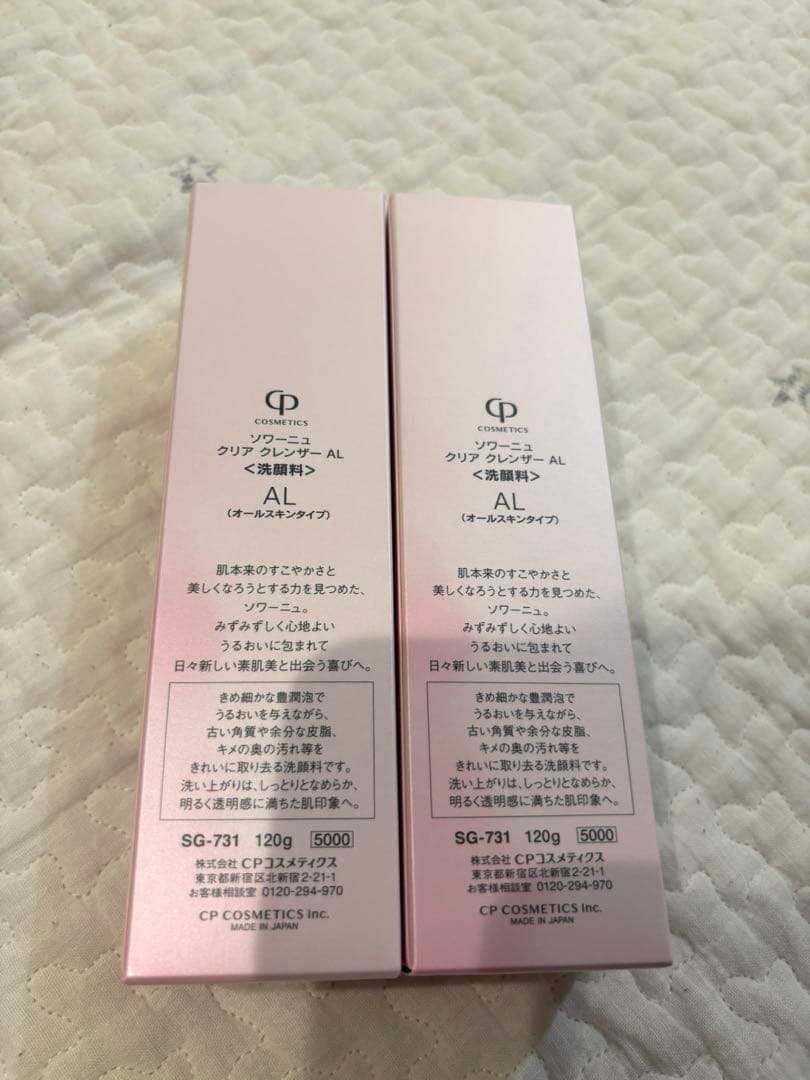 CP
COSMETICS
ソワーニュ
クリア クレンザー AL
<洗顔料>
AL
(オールスキンタイプ)
肌本来のすこやかさと
美しくなろうとする力を見つめた、
ソワーニュ。
みずみずしく心地よい
うるおいに包まれて
日々新しい素肌美と出会う喜びへ。
きめ細かな豊潤泡で
うるおいを与えながら、
古い角質や余分な皮脂、
キメの奥の汚れ等を
きれいに取り去る洗顔料です。
洗い上がりは、しっとりとなめらか、
明るく透明感に満ちた肌印象へ。
SG-731 120g 5000
株式会社 CPコスメティクス
東京都新宿区北新宿2-21-1
お客様相談室 0120-294-970
CP COSMETICS Inc.
MADE IN JAPAN
CP
COSMETICS
ソワーニュ
クリア クレンザー AL
<洗顔料>
AL
(オールスキンタイプ)
肌本来のすこやかさと
美しくなろうとする力を見つめた、
ソワーニュ。
みずみずしく心地よい
うるおいに包まれて
日々新しい素肌美と出会う喜びへ。
きめ細かな豊潤泡で
うるおいを与えながら、
古い角質や余分な皮脂、
キメの奥の汚れ等を
きれいに取り去る洗顔料です。
洗い上がりは、しっとりとなめらか、
明るく透明感に満ちた肌印象へ。
SG-731 120g 5000
株式会社 CPコスメティクス
東京都新宿区北新宿2-21-1
お客様相談室 0120-294-970
CP COSMETICS Inc.
MADE IN JAPAN